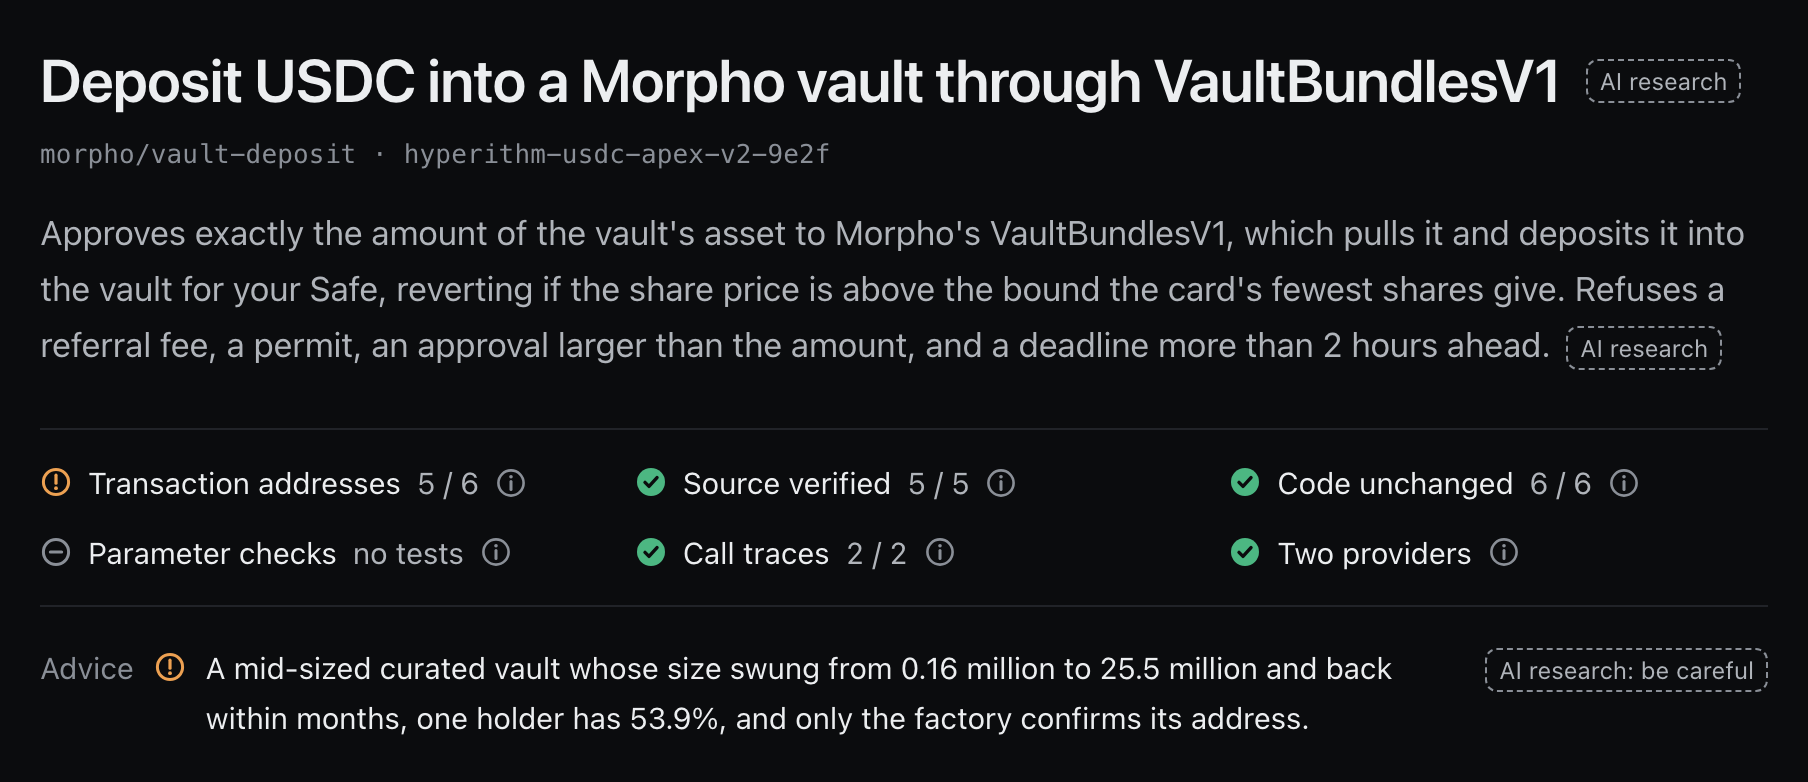 Deposit USDC into a Morpho vault through VaultBundlesV1 AI research
morpho/vault-deposit · hyperithm-usdc-apex-v2-9e2f
Approves exactly the amount of the vault's asset to Morpho's VaultBundlesV1, which pulls it and deposits it into
the vault for your Safe, reverting if the share price is above the bound the card's fewest shares give. Refuses a
referral fee, a permit, an approval larger than the amount, and a deadline more than 2 hours ahead. AI research
Transaction addresses 5 / 6
Source verified 5 / 5
Code unchanged 6 / 6
Parameter checks no tests
Call traces 2 / 2
Two providers
Advice A mid-sized curated vault whose size swung from 0.16 million to 25.5 million and back
within months, one holder has 53.9%, and only the factory confirms its address.
AI research: be careful